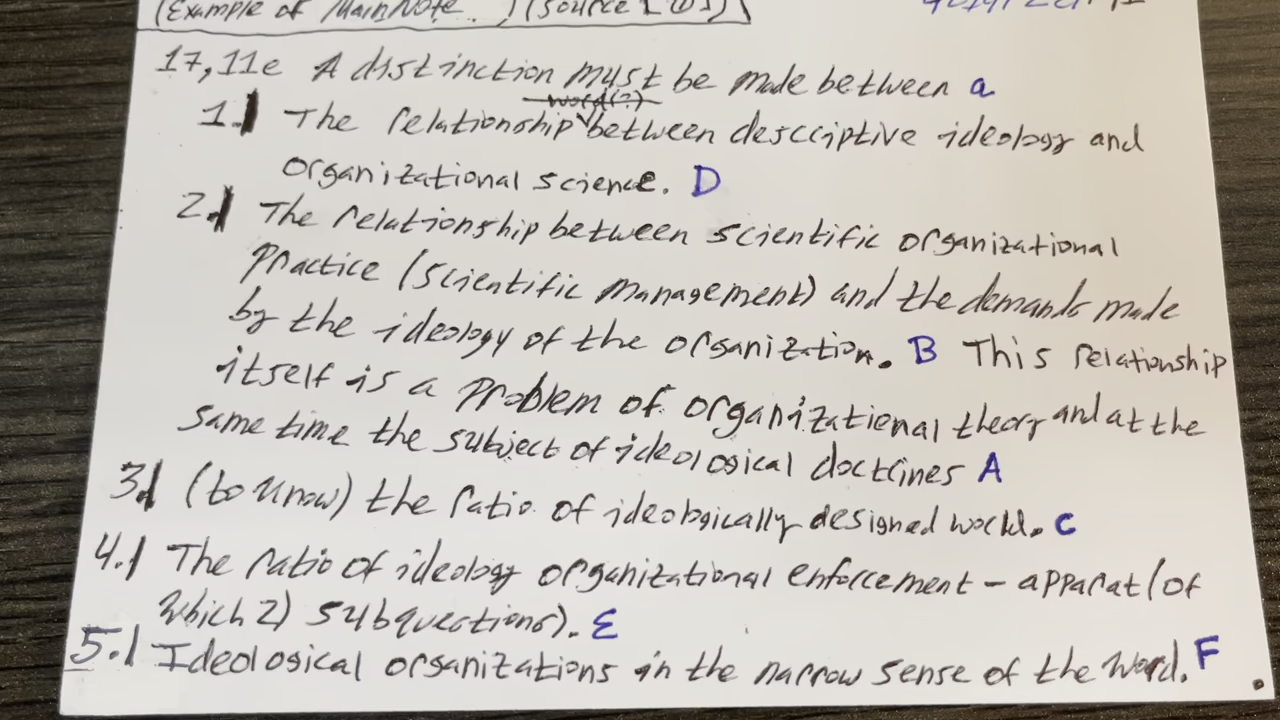 (Example of MainNote. ) (Source
17,11e A distinction must be made between a
word(?)
1.) The relationship between desccriptive ideology and
organizational science. D
2.) The relationship between scientific organizational
practice (scientific management) and the demands made
by the ideology of the organization. B This relationship
itself is a problem of organizational theory and at the
same time the subject of ideological doctrines A
3.) (to know) the ratio of ideologically designed world. C
4.) The ratio of ideology organizational enforcement - apparat (of
which 2) subquestions). E
5.) Ideological organizations in the narrow sense of the word. F